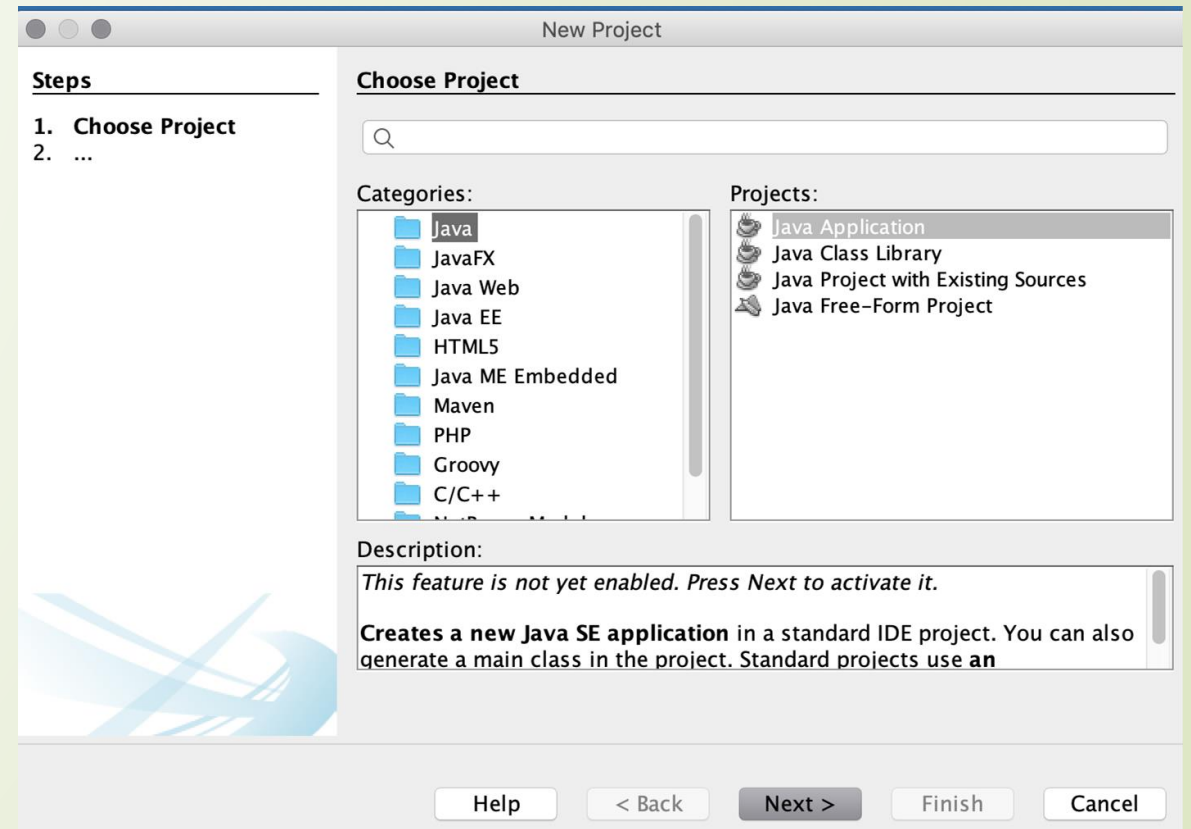 New Project
Steps
1. Choose Project
2. ...
Choose Project
Categories:
Java
JavaFX
Java Web
Java EE
HTML5
Java ME Embedded
Maven
PHP
Groovy
C/C++
Projects:
Java Application
Java Class Library
Java Project with Existing Sources
Java Free-Form Project
Description:
This feature is not yet enabled. Press Next to activate it.
Creates a new Java SE application in a standard IDE project. You can also
generate a main class in the project. Standard projects use an
Help
< Back
Next >
Finish
Cancel